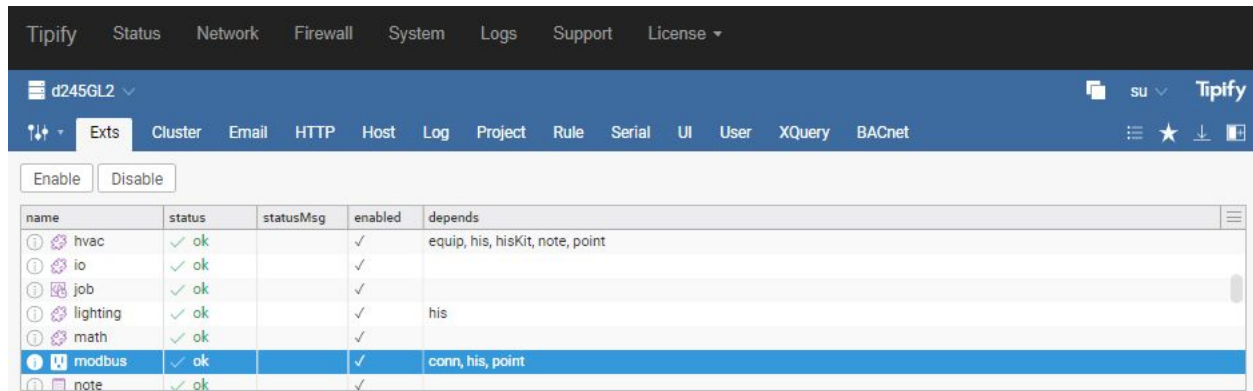 Tipify Status Network Firewall System Logs Support License
d245GL2 su Tipify
Exts Cluster Email HTTP Host Log Project Rule Serial UI User XQuery BACnet
Enable Disable
name status statusMsg enabled depends
hvac ✓ ok ✓ equip, his, hisKit, note, point
io ✓ ok ✓
job ✓ ok ✓
lighting ✓ ok ✓ his
math ✓ ok ✓
modbus ✓ ok ✓ conn, his, point
note ✓ ok ✓